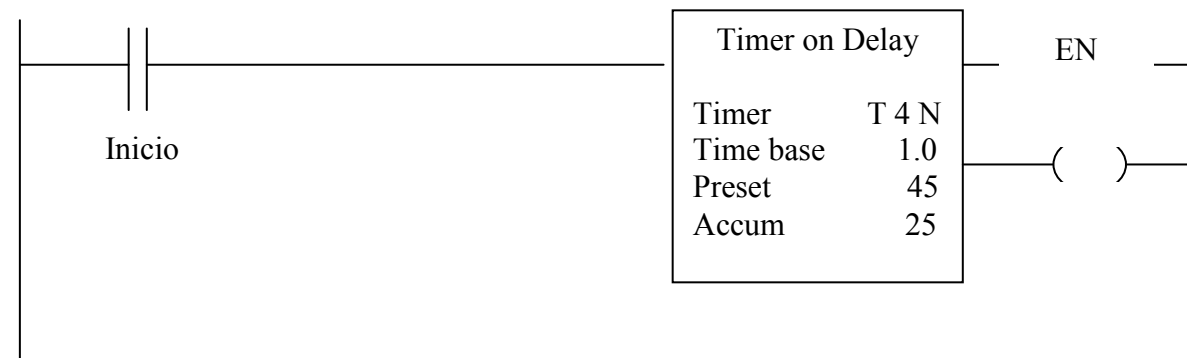 Timer on Delay
EN
Timer T 4 N
Inicio
Time base 1.0
Preset 45
Accum 25